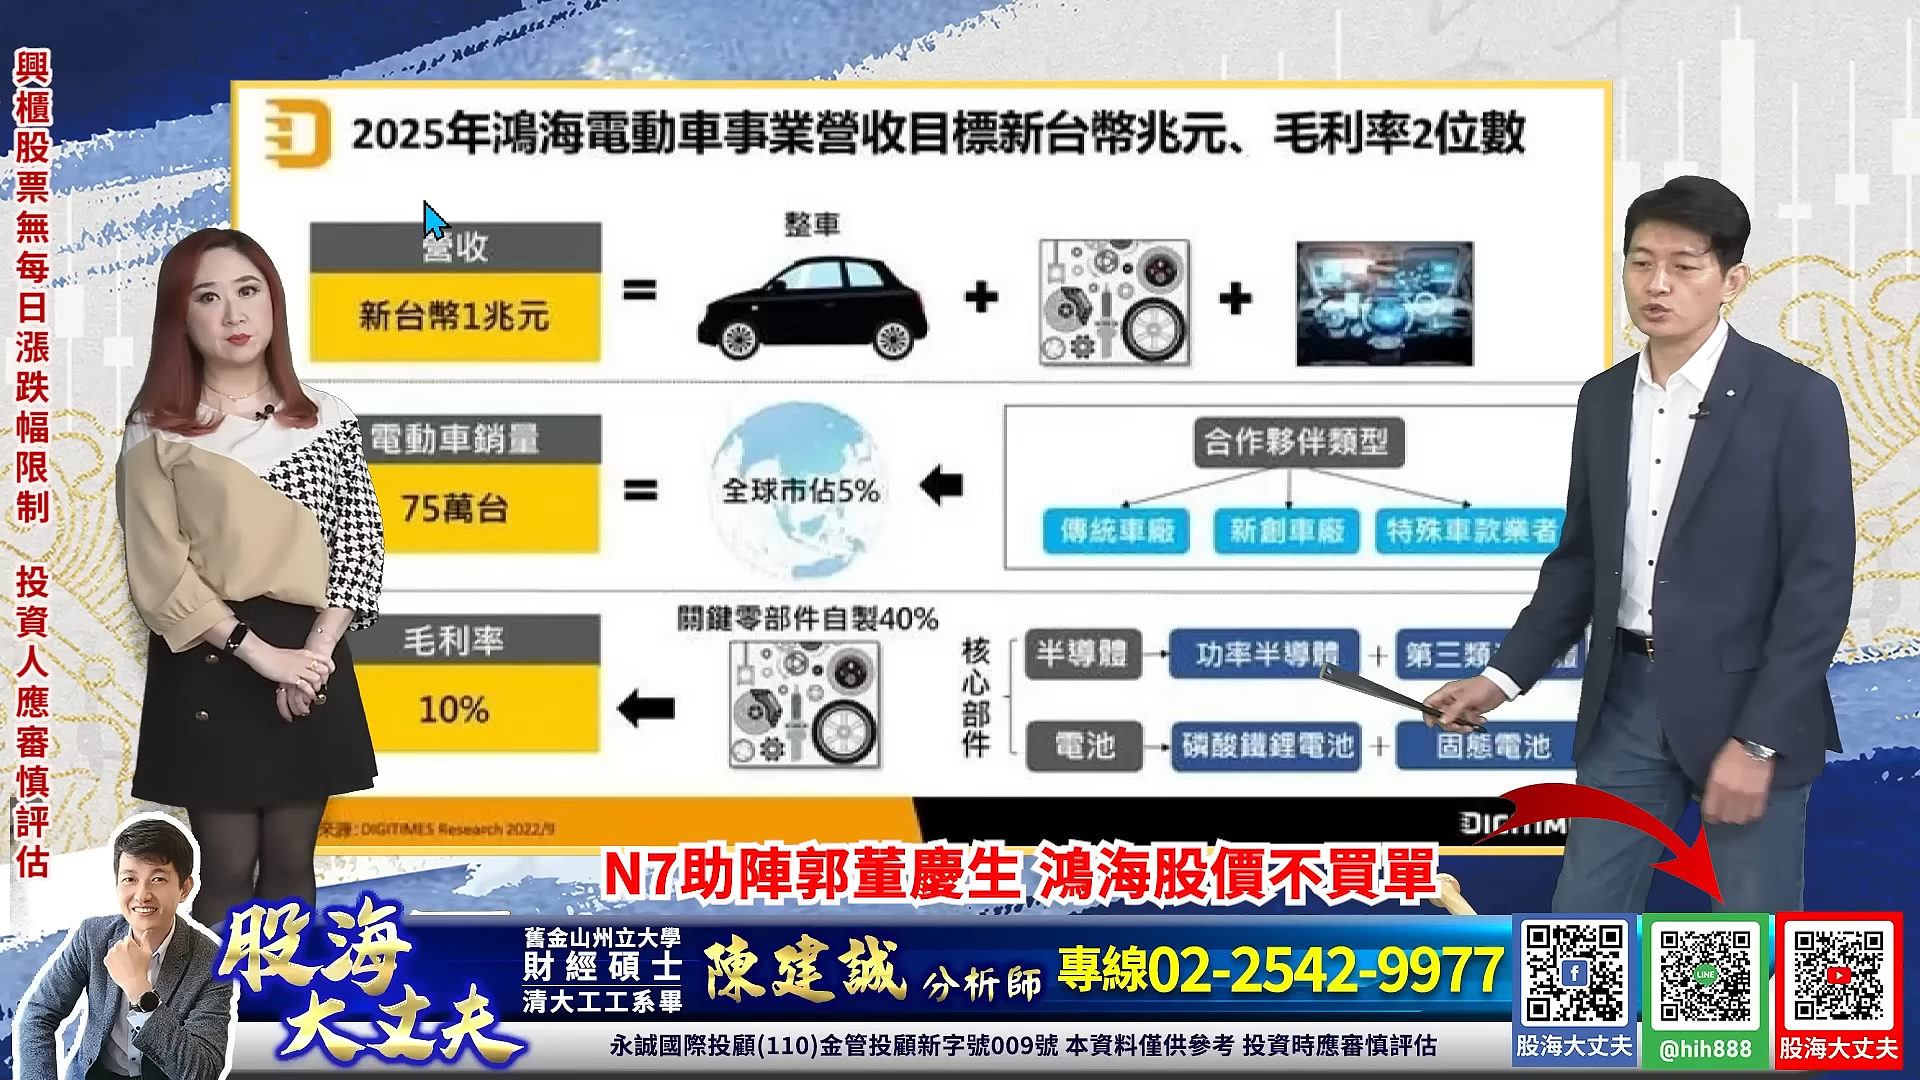 興櫃股票無每日漲跌幅限制 投資人應審慎評估
2025年鴻海電動車事業營收目標新台幣兆元、毛利率2位數
營收
新台幣1兆元
=
整車
+
+
電動車銷量
75萬台
=
全球市佔5%
合作夥伴類型
傳統車廠
新創車廠
特殊車款業者
毛利率
10%
關鍵零部件自製40%
核心部件
半導體
功率半導體
+
第三類
電池
磷酸鐵鋰電池
+
固態電池
來源：DIGITIMES Research 2022/9
DIGITIM
N7助陣郭董慶生 鴻海股價不買單
股海
大丈夫
舊金山州立大學
財經碩士
清大工工系畢
陳建誠 分析師
專線02-2542-9977
永誠國際投顧(110)金管投顧新字號009號 本資料僅供參考 投資時應審慎評估
股海大丈夫
LINE
@hih888
股海大丈夫